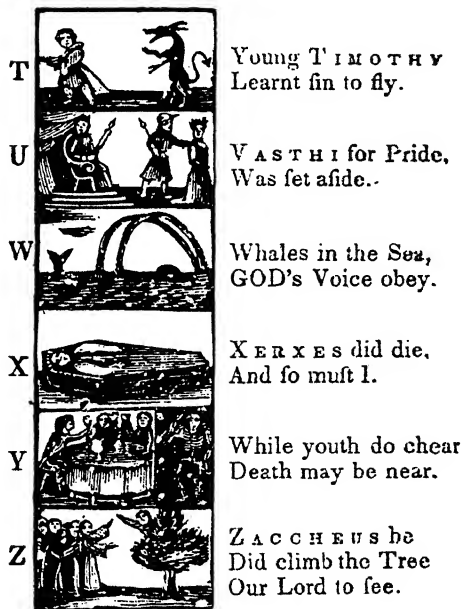 T
Young TIMOTHY
Learnt ſin to fly.
U
VASTHI for Pride,
Was ſet aſide.
W
Whales in the Sea,
GOD's Voice obey.
X
XERXES did die,
And ſo muſt I.
Y
While youth do chear
Death may be near.
Z
ZACCHEUS he
Did climb the Tree
Our Lord to ſee.